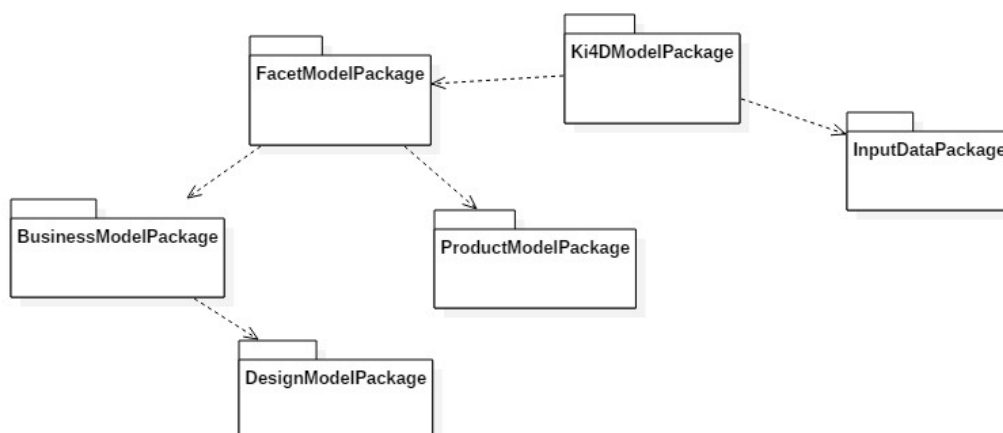 Ki4DModelPackage
FacetModelPackage
InputDataPackage
BusinessModelPackage
ProductModelPackage
DesignModelPackage